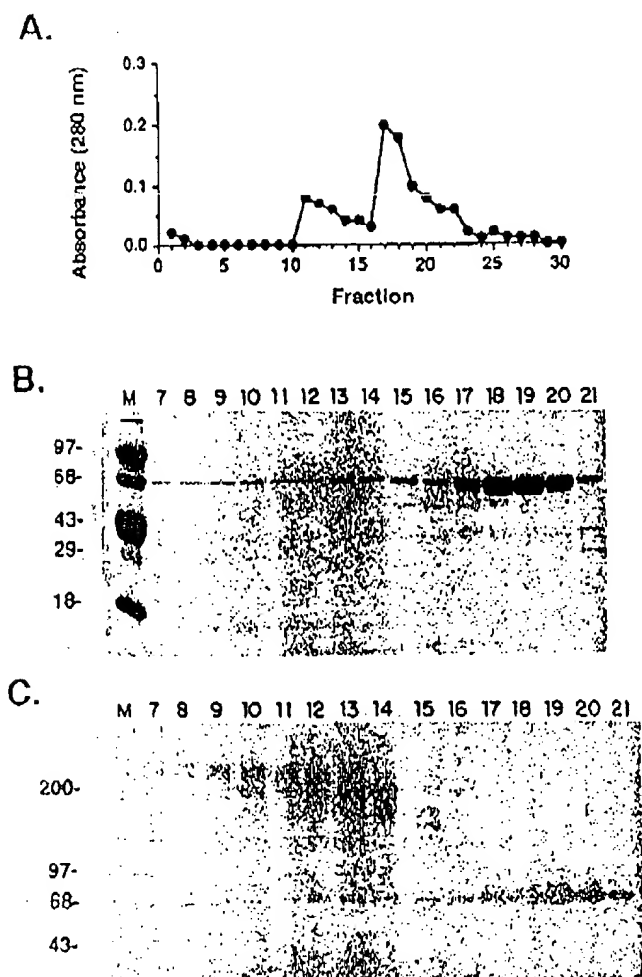 A.
Absorbance (280 nm)
0.3
0.2
0.1
0.0
0 5 10 15 20 25 30
Fraction
B.
M 7 8 9 10 11 12 13 14 15 16 17 18 19 20 21
97-
68-
43-
29-
18-
C.
M 7 8 9 10 11 12 13 14 15 16 17 18 19 20 21
200-
97-
68-
43-